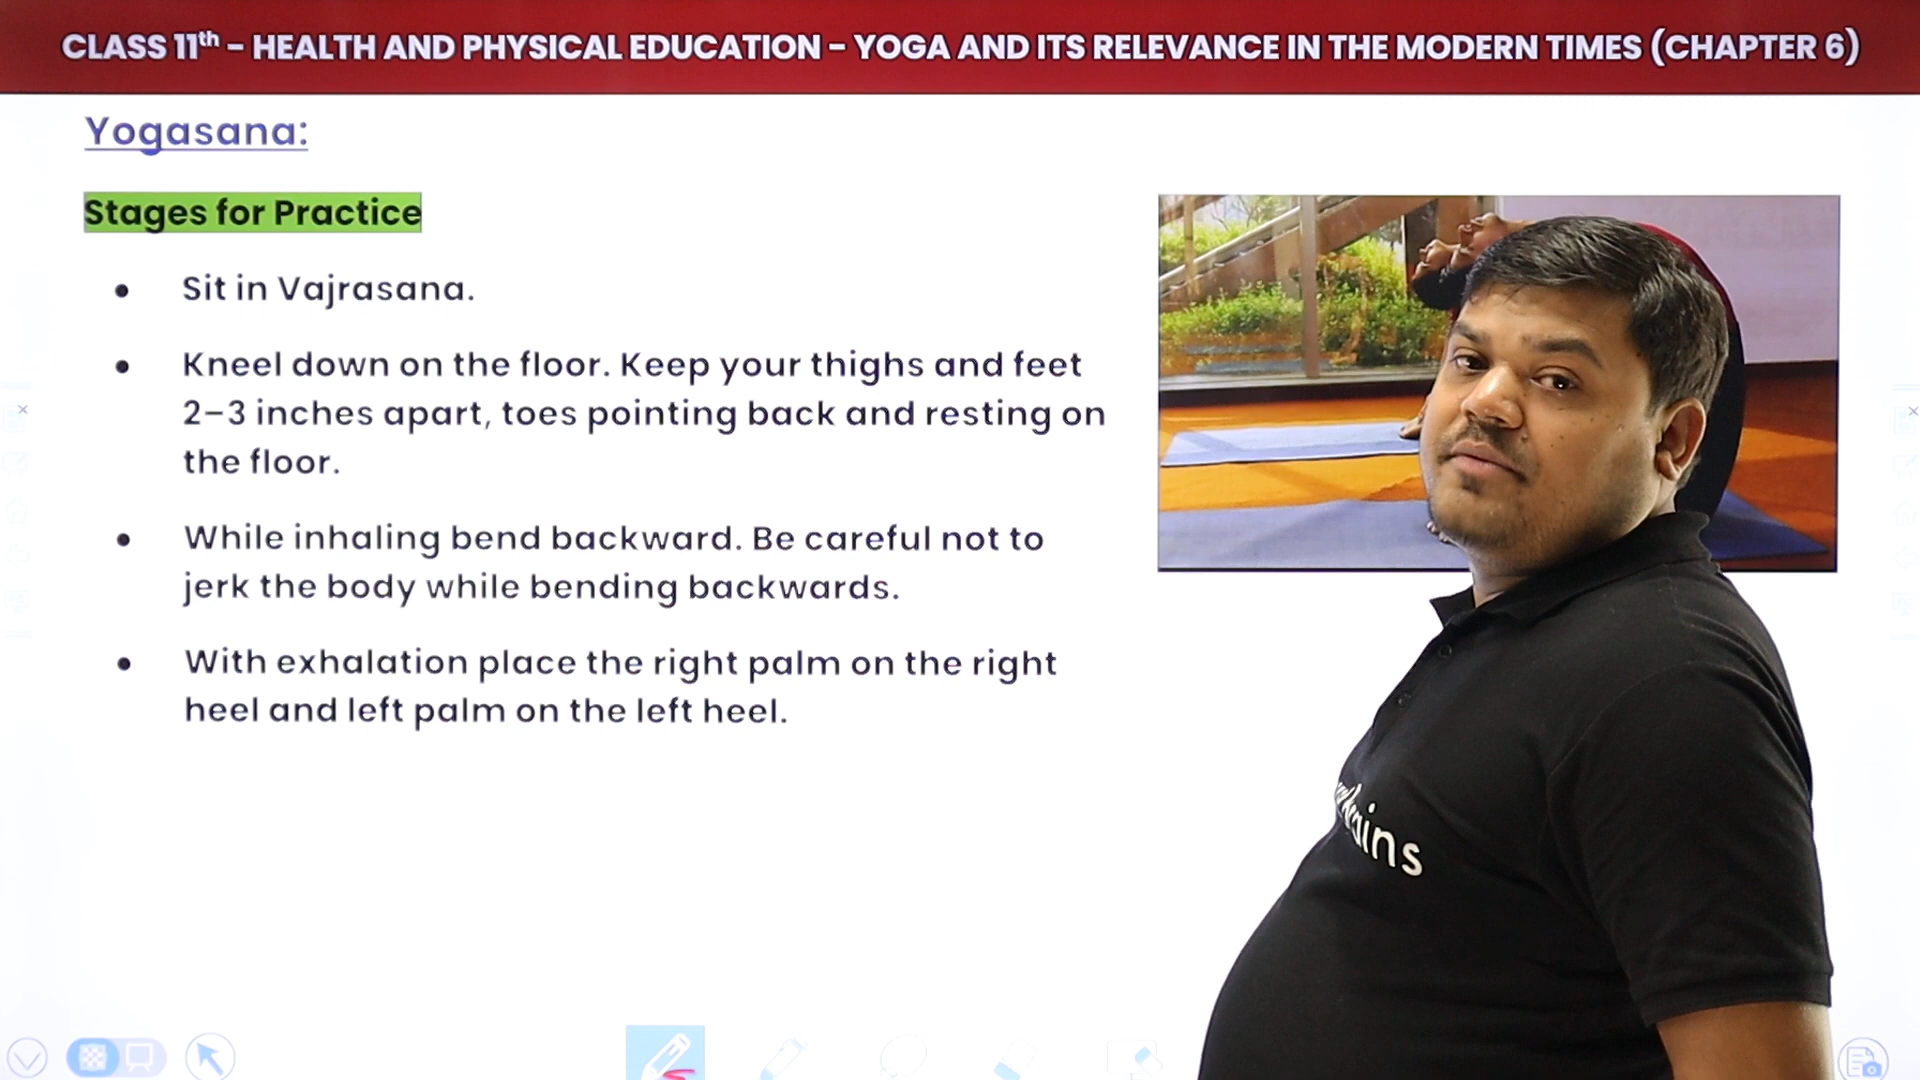 CLASS 11th – HEALTH AND PHYSICAL EDUCATION – YOGA AND ITS RELEVANCE IN THE MODERN TIMES (CHAPTER 6)
Yogasana:
Stages for Practice
• Sit in Vajrasana.
• Kneel down on the floor. Keep your thighs and feet
2–3 inches apart, toes pointing back and resting on
the floor.
• While inhaling bend backward. Be careful not to
jerk the body while bending backwards.
• With exhalation place the right palm on the right
heel and left palm on the left heel.